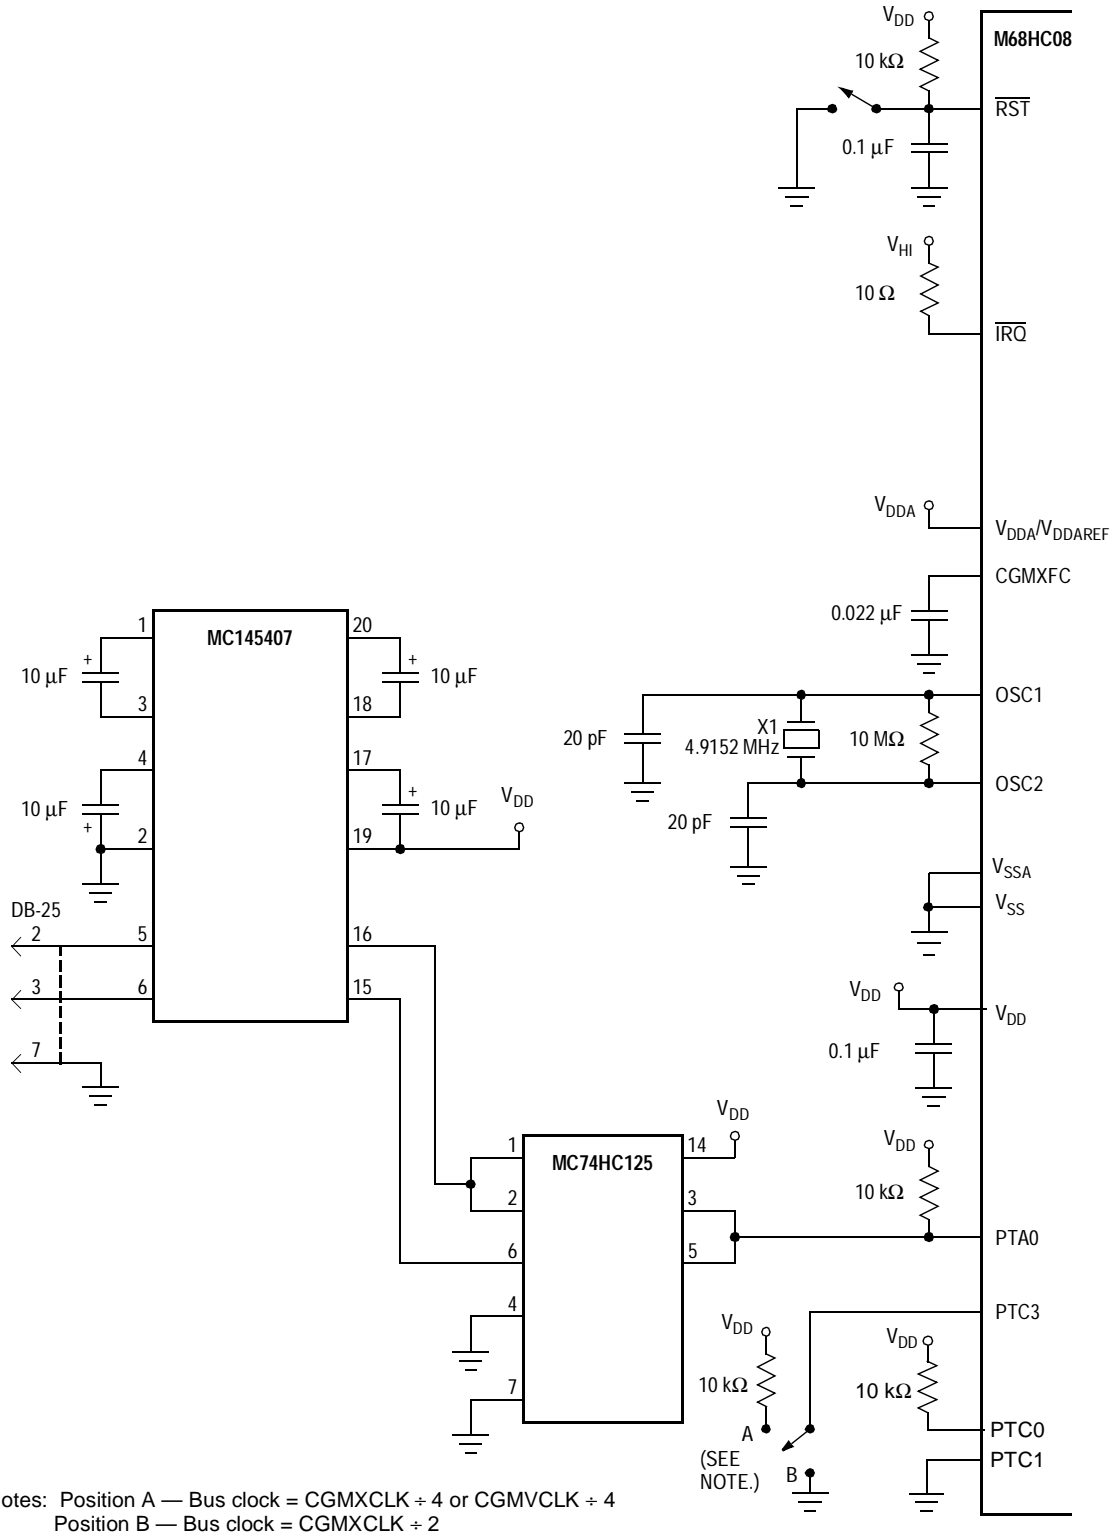 VDD
M68HC08
10 kΩ
RST
0.1 µF
VHI
10 Ω
IRQ
VDDA
VDDA/VDDAREF
CGMXFC
0.022 µF
1
MC145407
20
+
10 µF
+
10 µF
3
18
OSC1
X1
4.9152 MHz
20 pF
10 MΩ
4
17
OSC2
10 µF
+
+
10 µF
VDD
20 pF
2
19
VSSA
VSS
DB-25
2
5
16
3
6
15
VDD
VDD
0.1 µF
7
VDD
1
MC74HC125
14
VDD
2
3
10 kΩ
6
5
PTA0
4
PTC3
VDD
VDD
7
10 kΩ
10 kΩ
A
PTC0
(SEE
NOTE.)
B
PTC1
otes: Position A — Bus clock = CGMXCLK ÷ 4 or CGMVCLK ÷ 4
Position B — Bus clock = CGMXCLK ÷ 2